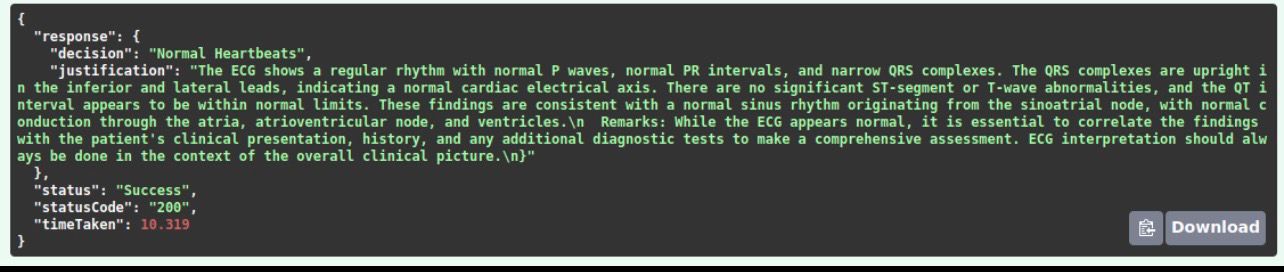 {
"response": {
"decision": "Normal Heartbeats",
"justification": "The ECG shows a regular rhythm with normal P waves, normal PR intervals, and narrow QRS complexes. The QRS complexes are upright i
n the inferior and lateral leads, indicating a normal cardiac electrical axis. There are no significant ST-segment or T-wave abnormalities, and the QT i
nterval appears to be within normal limits. These findings are consistent with a normal sinus rhythm originating from the sinoatrial node, with normal c
onduction through the atria, atrioventricular node, and ventricles.\n  Remarks: While the ECG appears normal, it is essential to correlate the findings
with the patient's clinical presentation, history, and any additional diagnostic tests to make a comprehensive assessment. ECG interpretation should alw
ays be done in the context of the overall clinical picture.\n}"
},
"status": "Success",
"statusCode": "200",
"timeTaken": 10.319
}
Download